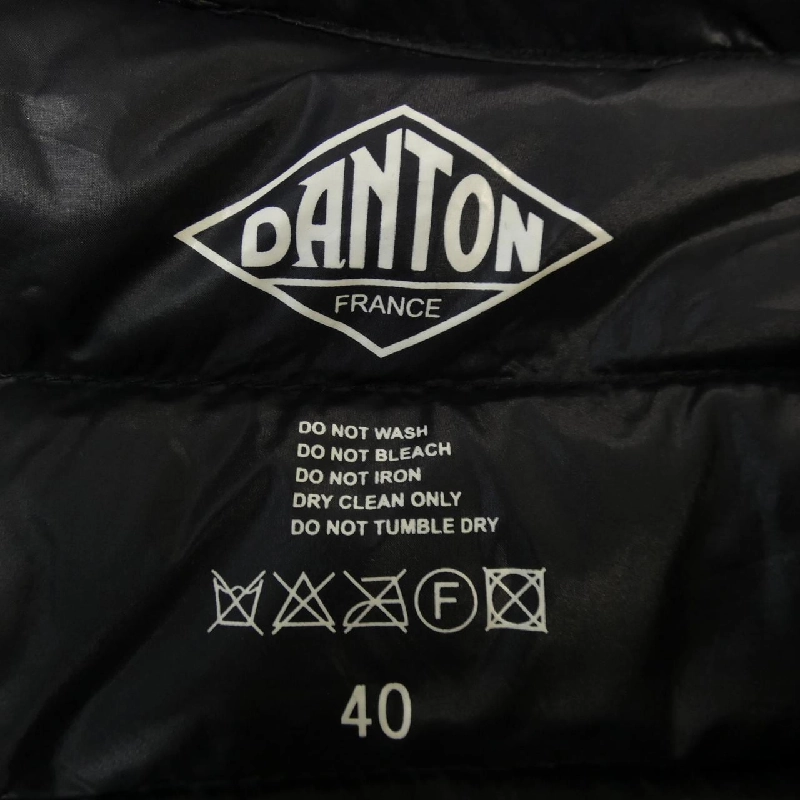 DANTON
FRANCE
DO NOT WASH
DO NOT BLEACH
DO NOT IRON
DRY CLEAN ONLY
DO NOT TUMBLE DRY
F
40